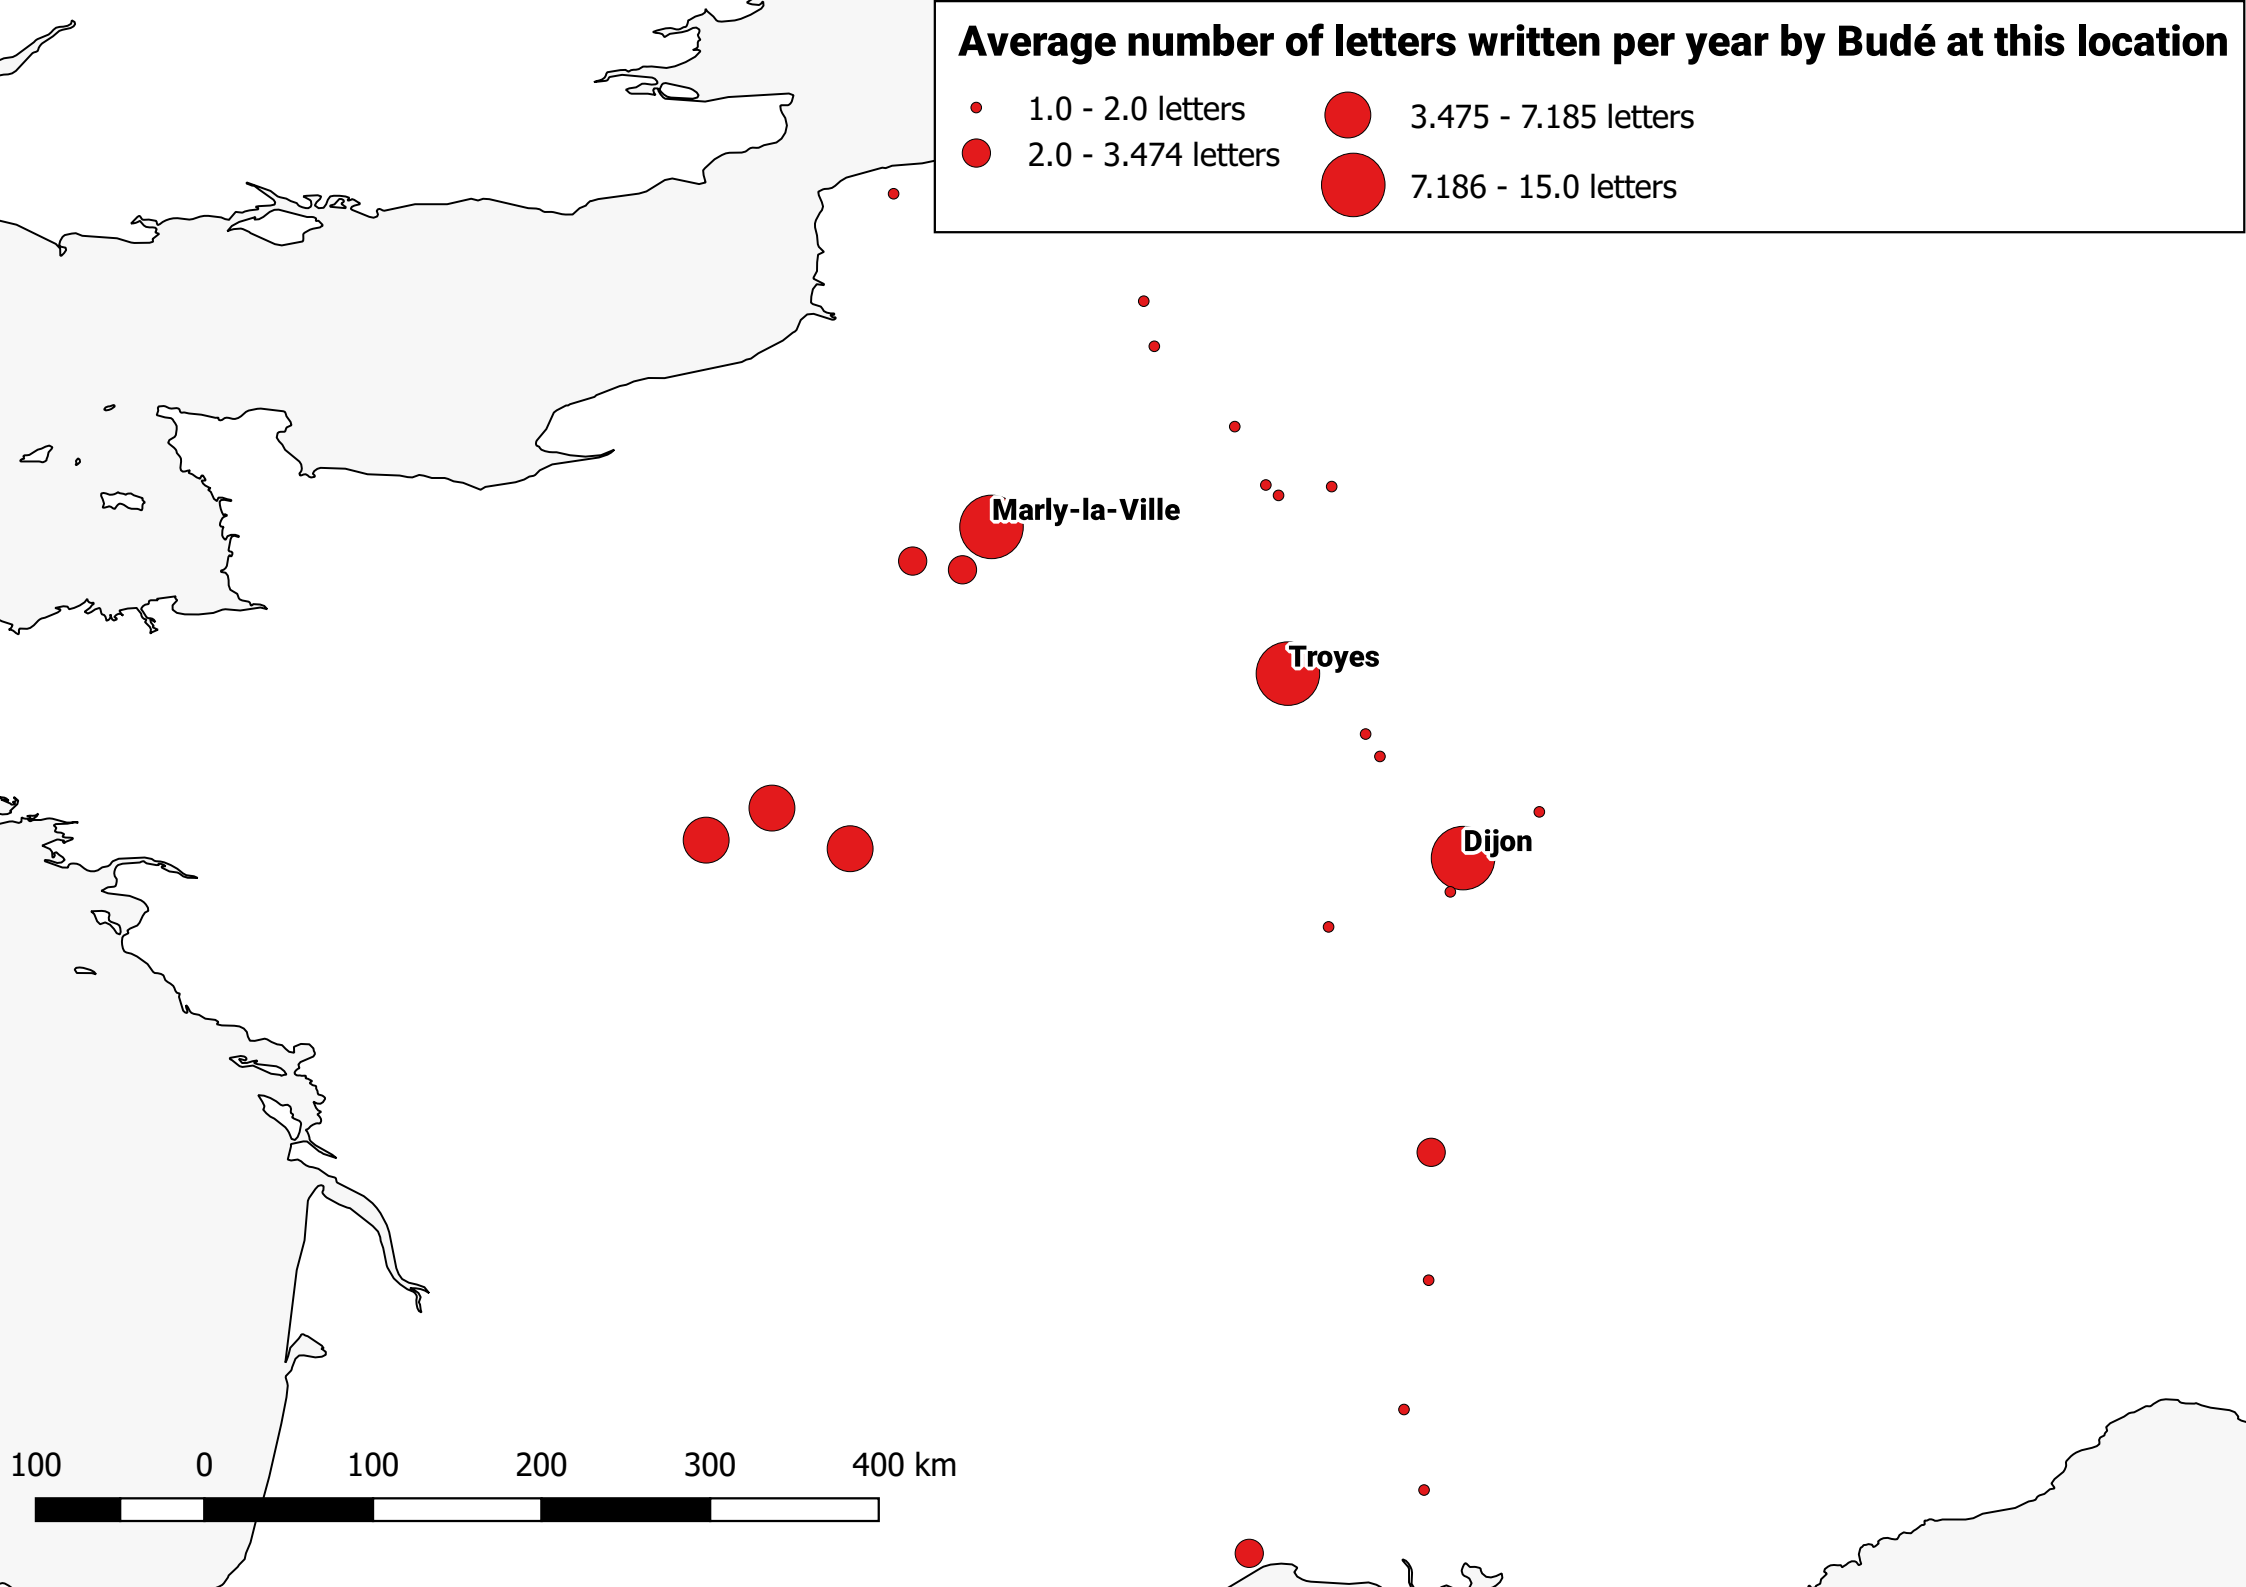 Average number of letters written per year by Budé at this location
1.0 - 2.0 letters
2.0 - 3.474 letters
3.475 - 7.185 letters
7.186 - 15.0 letters
Marly-la-Ville
Troyes
Dijon
100 0 100 200 300 400 km